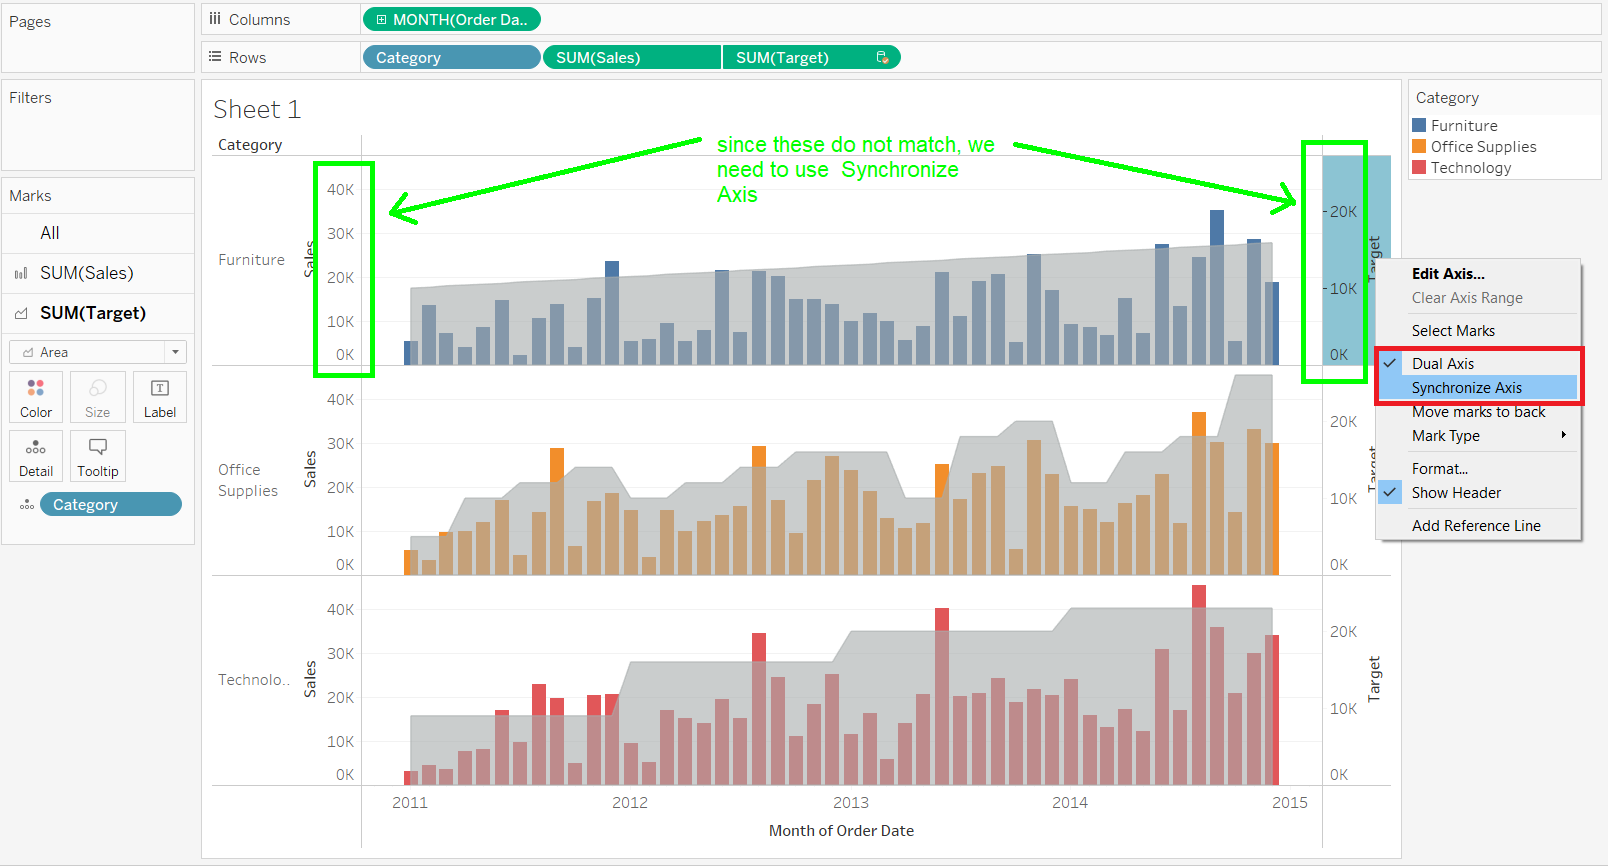 Pages
Columns
MONTH(Order Da..
Rows
Category
SUM(Sales)
SUM(Target)
Filters
Marks
All
SUM(Sales)
SUM(Target)
Area
Color
Size
Label
Detail
Tooltip
Category
Sheet 1
Category
since these do not match, we
need to use Synchronize
Axis
Furniture
Sales
40K
30K
20K
10K
0K
20K
10K
0K
Target
Office
Supplies
Sales
40K
30K
20K
10K
0K
20K
10K
0K
Target
Technolo..
Sales
40K
30K
20K
10K
0K
20K
10K
0K
Target
2011
2012
2013
2014
2015
Month of Order Date
Category
Furniture
Office Supplies
Technology
Edit Axis...
Clear Axis Range
Select Marks
Dual Axis
Synchronize Axis
Move marks to back
Mark Type
Format...
Show Header
Add Reference Line